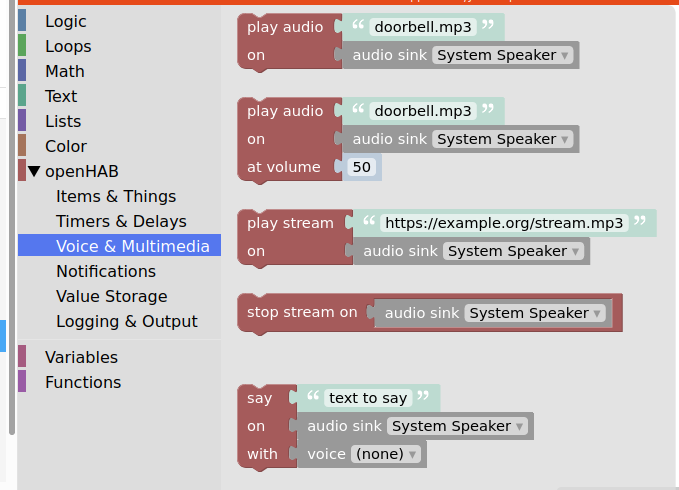 Logic
Loops
Math
Text
Lists
Color
openHAB
Items & Things
Timers & Delays
Voice & Multimedia
Notifications
Value Storage
Logging & Output
Variables
Functions
play audio “ doorbell.mp3 ”
on audio sink System Speaker
play audio “ doorbell.mp3 ”
on audio sink System Speaker
at volume 50
play stream “ https://example.org/stream.mp3 ”
on audio sink System Speaker
stop stream on audio sink System Speaker
say “ text to say ”
on audio sink System Speaker
with voice (none)